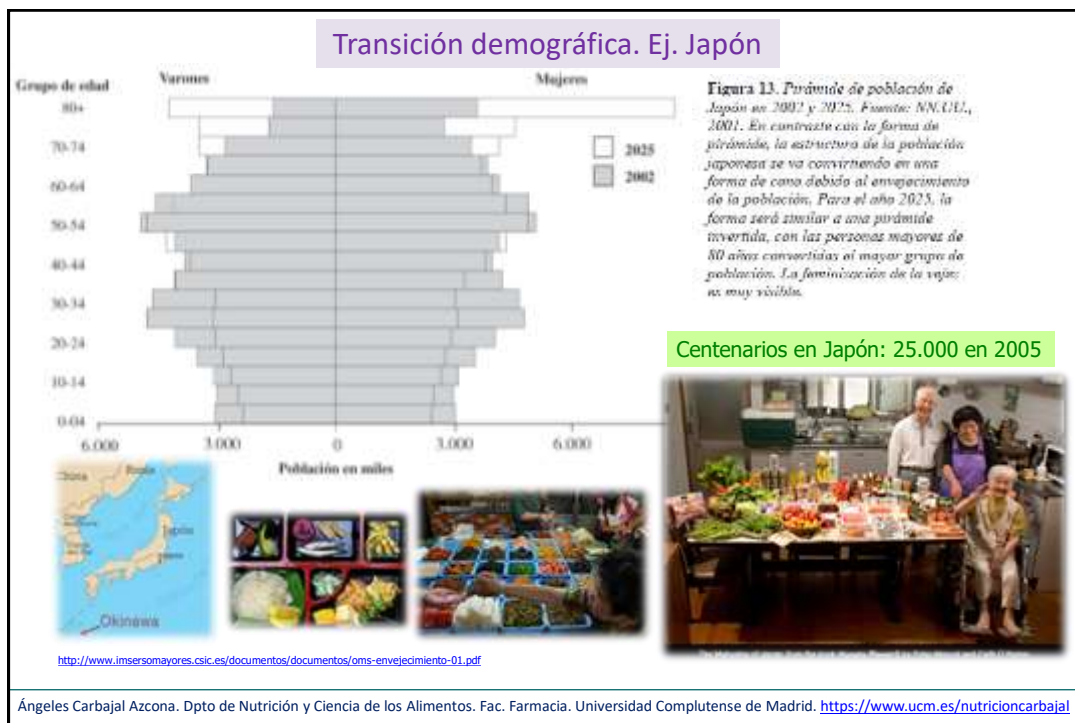 Transición demográfica. Ej. Japón
Grupo de edad
Varones
Mujeres
80+
70-74
60-64
50-54
40-44
30-34
20-24
10-14
0-04
6.000 3.000 0 3.000 6.000
Población en miles
2025
2002
Figura 13. Pirámide de población de
Japón en 2002 y 2025. Fuente: NN.UU.,
2001. En contraste con la forma de
pirámide, la estructura de la población
japonesa se va convirtiendo en una
forma de cono debido al envejecimiento
de la población. Para el año 2025, la
forma será similar a una pirámide
invertida, con las personas mayores de
80 años convertidas el mayor grupo de
población. La feminización de la vejez
es muy visible.
Centenarios en Japón: 25.000 en 2005
China
Rusia
Japón
Okinawa
http://www.imsersomayores.csic.es/documentos/documentos/oms-envejecimiento-01.pdf
Ángeles Carbajal Azcona. Dpto de Nutrición y Ciencia de los Alimentos. Fac. Farmacia. Universidad Complutense de Madrid. https://www.ucm.es/nutricioncarbajal